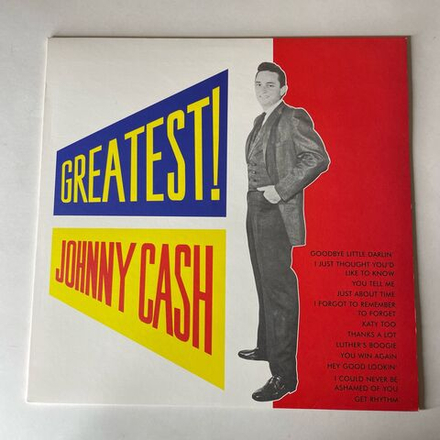 GREATEST!
JOHNNY CASH
GOODBYE LITTLE DARLIN'
I JUST THOUGHT YOU'D
LIKE TO KNOW
YOU TELL ME
JUST ABOUT TIME
I FORGOT TO REMEMBER
TO FORGET
KATY TOO
THANKS A LOT
LUTHER'S BOOGIE
YOU WIN AGAIN
HEY GOOD LOOKIN'
I COULD NEVER BE
ASHAMED OF YOU
GET RHYTHM